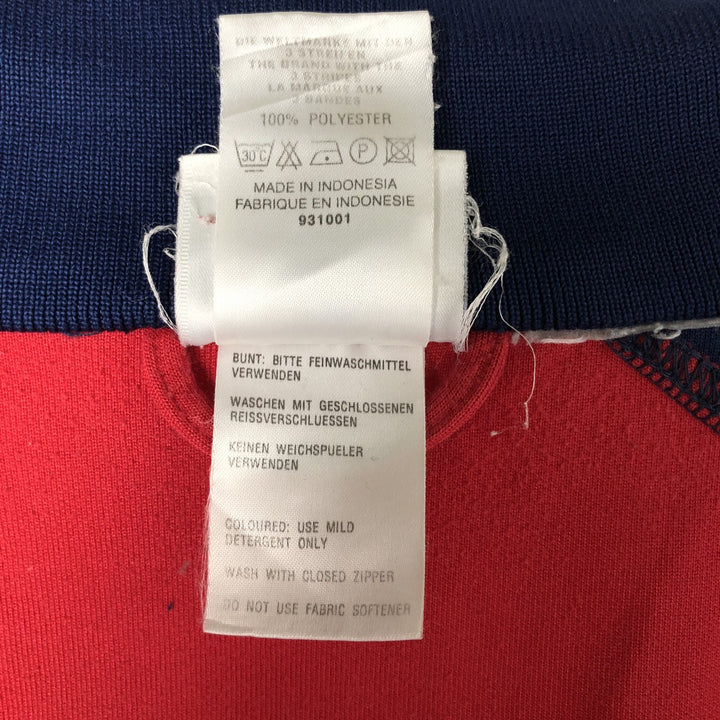 DIE WELTMARKE MIT DEN
3 STREIFEN
THE BRAND WITH THE
3 STRIPES
LA MARQUE AUX
3 BANDES
100% POLYESTER
30°C P
MADE IN INDONESIA
FABRIQUE EN INDONESIE
931001
BUNT: BITTE FEINWASCHMITTEL
VERWENDEN
WASCHEN MIT GESCHLOSSENEN
REISSVERSCHLUESSEN
KEINEN WEICHSPUELER
VERWENDEN
COLOURED: USE MILD
DETERGENT ONLY
WASH WITH CLOSED ZIPPER
DO NOT USE FABRIC SOFTENER